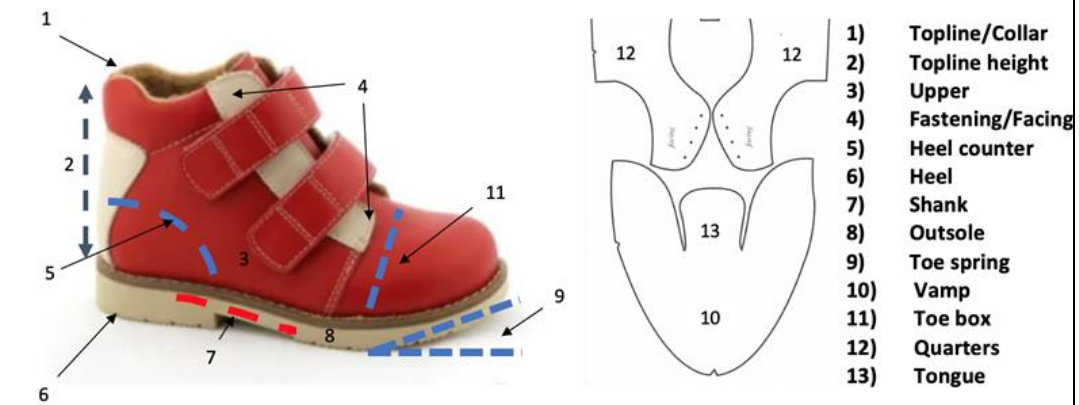 1
2
3
4
5
6
7
8
9
11
12
12
facing
facing
13
10
1) Topline/Collar
2) Topline height
3) Upper
4) Fastening/Facing
5) Heel counter
6) Heel
7) Shank
8) Outsole
9) Toe spring
10) Vamp
11) Toe box
12) Quarters
13) Tongue